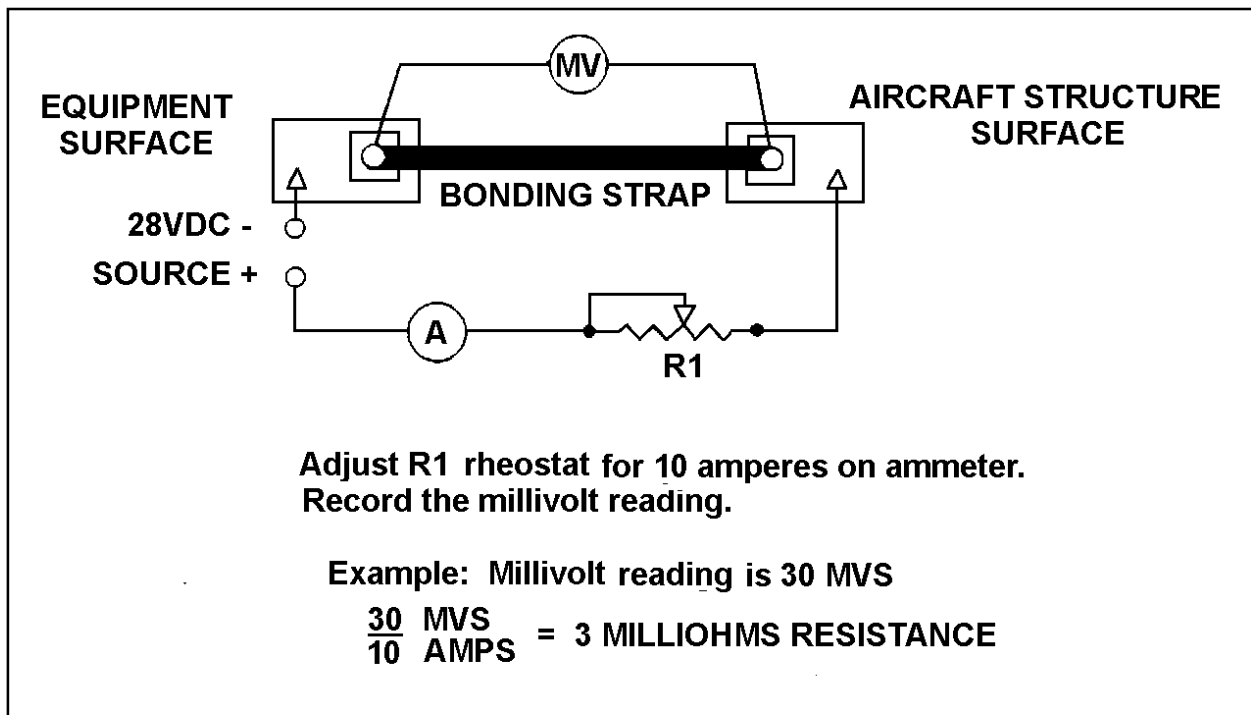 MV
EQUIPMENT
SURFACE
AIRCRAFT STRUCTURE
SURFACE
BONDING STRAP
28VDC -
SOURCE +
A
R1
Adjust R1 rheostat for 10 amperes on ammeter.
Record the millivolt reading.
Example: Millivolt reading is 30 MVS
30 MVS
10 AMPS
= 3 MILLIOHMS RESISTANCE